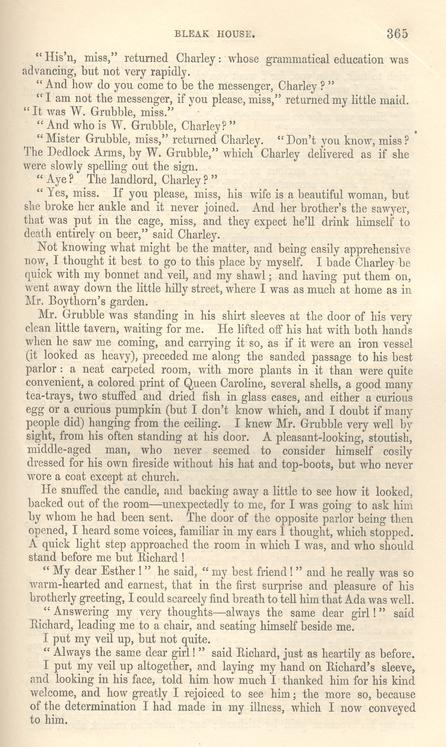 BLEAK HOUSE. 365
“His'n, miss,” returned Charley: whose grammatical education was
advancing, but not very rapidly.
“And how do you come to be the messenger, Charley?”
“I am not the messenger, if you please, miss,” returned my little maid.
“It was W. Grubble, miss.”
“And who is W. Grubble, Charley?”
“Mister Grubble, miss,” returned Charley. “Don't you know, miss?
The Dedlock Arms, by W. Grubble,” which Charley delivered as if she
were slowly spelling out the sign.
“Aye? The landlord, Charley?”
“Yes, miss. If you please, miss, his wife is a beautiful woman, but
she broke her ankle and it never joined. And her brother's the sawyer,
that was put in the cage, miss, and they expect he'll drink himself to
death entirely on beer,” said Charley.
Not knowing what might be the matter, and being easily apprehensive
now, I thought it best to go to this place by myself. I bade Charley be
quick with my bonnet and veil, and my shawl; and having put them on,
went away down the little hilly street, where I was as much at home as in
Mr. Boythorn's garden.
Mr. Grubble was standing in his shirt sleeves at the door of his very
clean little tavern, waiting for me. He lifted off his hat with both hands
when he saw me coming, and carrying it so, as if it were an iron vessel
(it looked as heavy), preceded me along the sanded passage to his best
parlor: a neat carpeted room, with more plants in it than were quite
convenient, a colored print of Queen Caroline, several shells, a good many
tea-trays, two stuffed and dried fish in glass cases, and either a curious
egg or a curious pumpkin (but I don't know which, and I doubt if many
people did) hanging from the ceiling. I knew Mr. Grubble very well by
sight, from his often standing at his door. A pleasant-looking, stoutish,
middle-aged man, who never seemed to consider himself cosily
dressed for his own fireside without his hat and top-boots, but who never
wore a coat except at church.
He snuffed the candle, and backing away a little to see how it looked,
backed out of the room—unexpectedly to me, for I was going to ask him
by whom he had been sent. The door of the opposite parlor being then
opened, I heard some voices, familiar in my ears I thought, which stopped.
A quick light step approached the room in which I was, and who should
stand before me but Richard!
“My dear Esther!” he said, “my best friend!” and he really was so
warm-hearted and earnest, that in the first surprise and pleasure of his
brotherly greeting, I could scarcely find breath to tell him that Ada was well.
“Answering my very thoughts—always the same dear girl!” said
Richard, leading me to a chair, and seating himself beside me.
I put my veil up, but not quite.
“Always the same dear girl!” said Richard, just as heartily as before.
I put my veil up altogether, and laying my hand on Richard's sleeve,
and looking in his face, told him how much I thanked him for his kind
welcome, and how greatly I rejoiced to see him; the more so, because
of the determination I had made in my illness, which I now conveyed
to him.